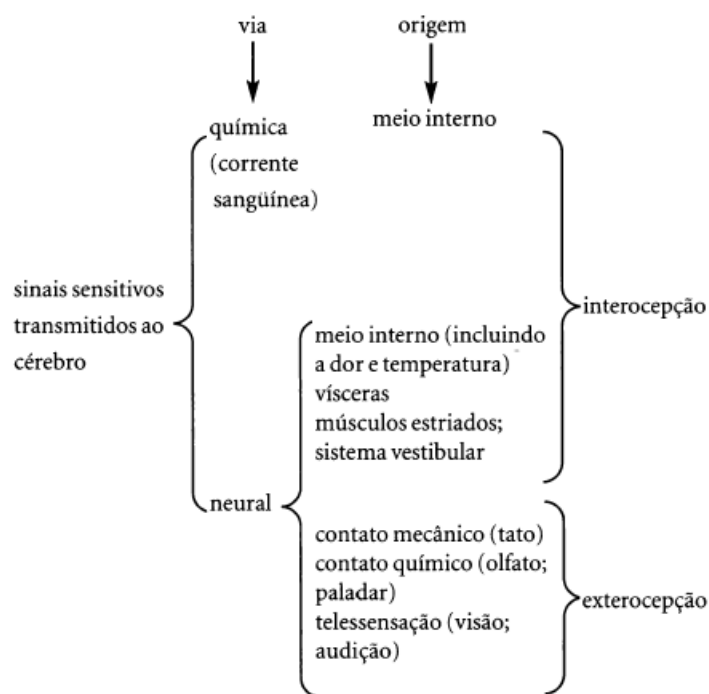 via
origem
química
(corrente
sangüínea)
meio interno
sinais sensitivos
transmitidos ao
cérebro
interocepção
meio interno (incluindo
a dor e temperatura)
vísceras
músculos estriados;
sistema vestibular
neural
contato mecânico (tato)
contato químico (olfato;
paladar)
telessensação (visão;
audição)
exterocepção